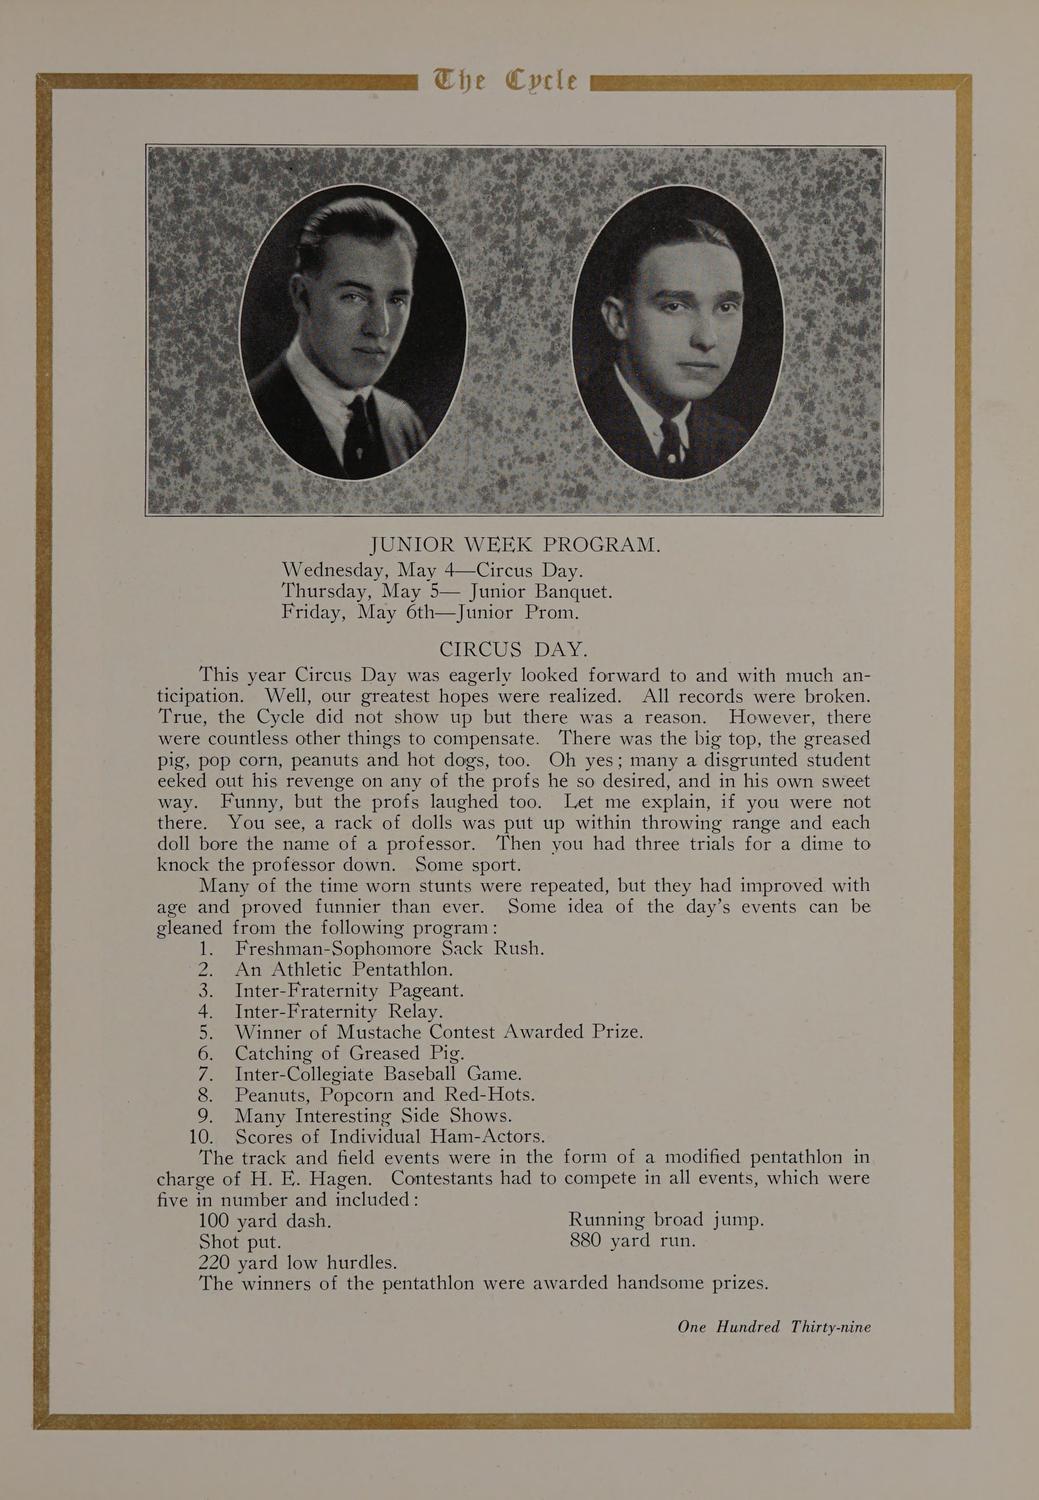 The Cycle
JUNIOR WEEK PROGRAM.
Wednesday, May 4—Circus Day.
Thursday, May 5— Junior Banquet.
Friday, May 6th—Junior Prom.
CIRCUS DAY.
This year Circus Day was eagerly looked forward to and with much an-
ticipation. Well, our greatest hopes were realized. All records were broken.
True, the Cycle did not show up but there was a reason. However, there
were countless other things to compensate. There was the big top, the greased
pig, pop corn, peanuts and hot dogs, too. Oh yes; many a disgrunted student
eeked out his revenge on any of the profs he so desired, and in his own sweet
way. Funny, but the profs laughed too. Let me explain, if you were not
there. You see, a rack of dolls was put up within throwing range and each
doll bore the name of a professor. Then you had three trials for a dime to
knock the professor down. Some sport.
Many of the time worn stunts were repeated, but they had improved with
age and proved funnier than ever. Some idea of the day's events can be
gleaned from the following program:
1. Freshman-Sophomore Sack Rush.
2. An Athletic Pentathlon.
3. Inter-Fraternity Pageant.
4. Inter-Fraternity Relay.
5. Winner of Mustache Contest Awarded Prize.
6. Catching of Greased Pig.
7. Inter-Collegiate Baseball Game.
8. Peanuts, Popcorn and Red-Hots.
9. Many Interesting Side Shows.
10. Scores of Individual Ham-Actors.
The track and field events were in the form of a modified pentathlon in
charge of H. E. Hagen. Contestants had to compete in all events, which were
five in number and included:
100 yard dash. Running broad jump.
Shot put. 880 yard run.
220 yard low hurdles.
The winners of the pentathlon were awarded handsome prizes.
One Hundred Thirty-nine